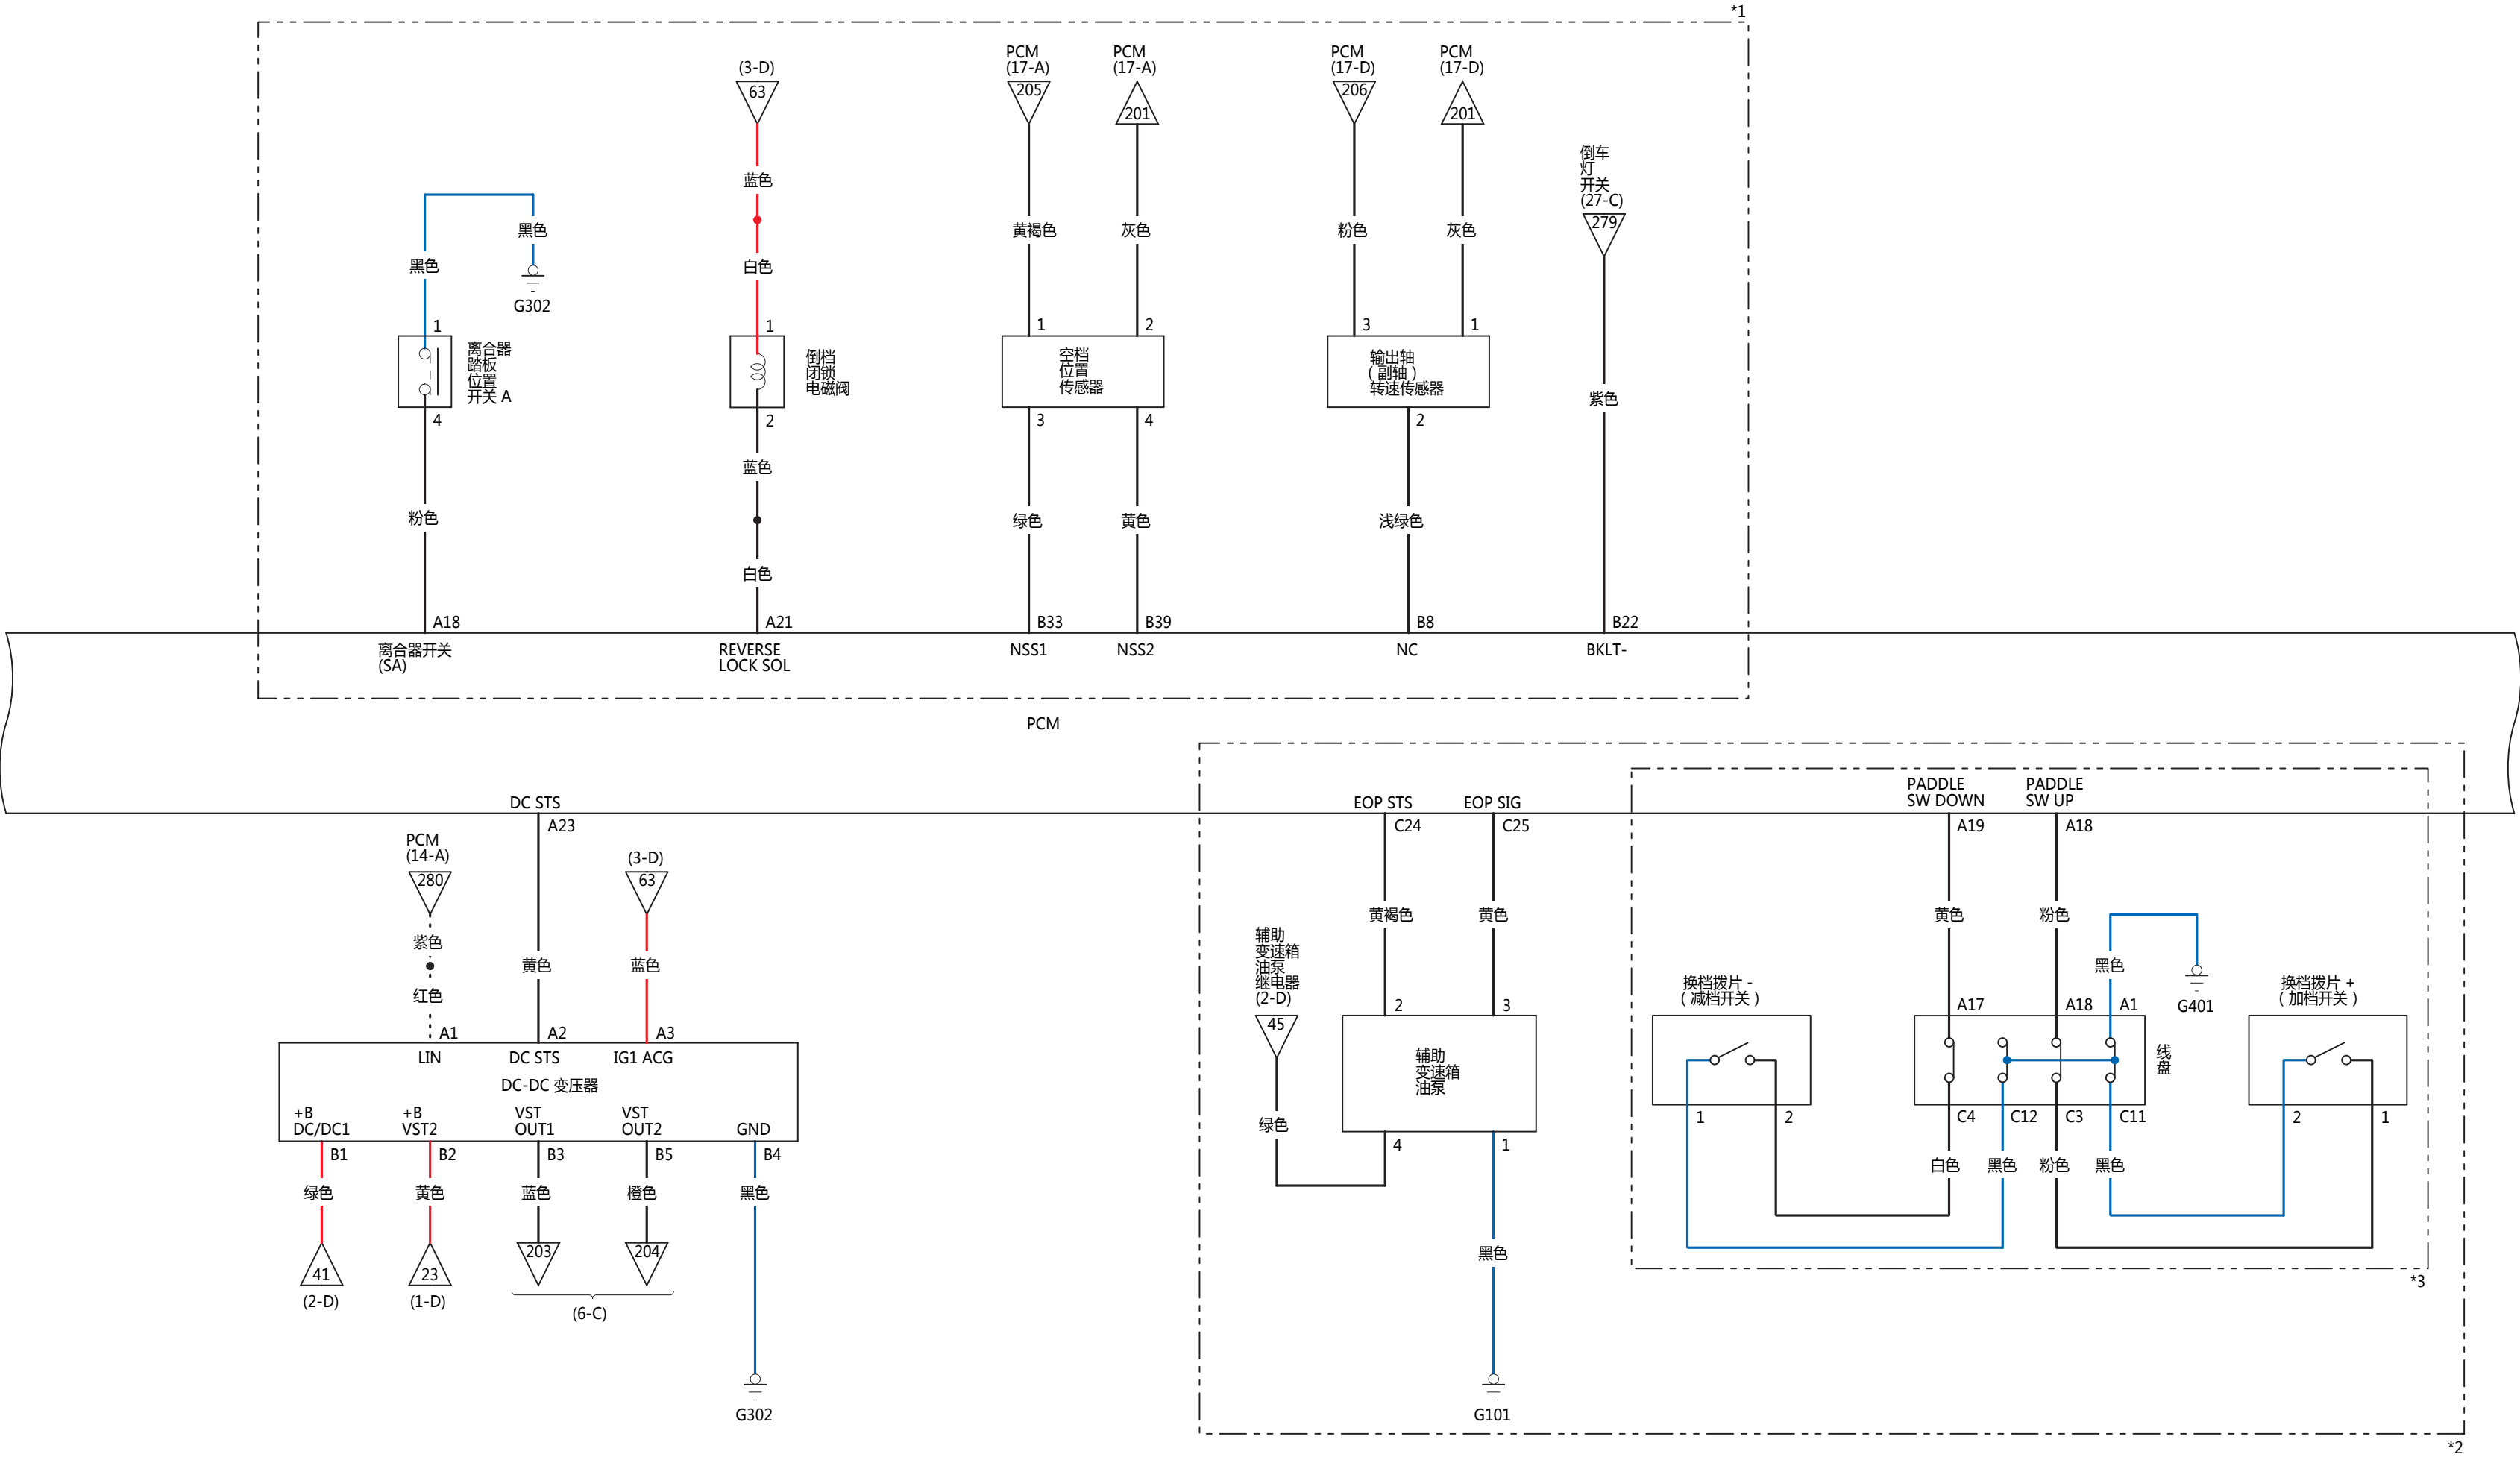 *1
(3-D)
63
PCM
(17-A)
205
PCM
(17-A)
201
PCM
(17-D)
206
PCM
(17-D)
201
倒车
灯
开关
(27-C)
279
蓝色
黑色
黄褐色
灰色
粉色
灰色
黑色
白色
G302
紫色
1
离合器
踏板
位置
开关 A
4
1
倒档
闭锁
电磁阀
2
1
2
空档
位置
传感器
3
4
3
1
输出轴
( 副轴 )
转速传感器
2
蓝色
粉色
绿色
黄色
浅绿色
白色
A18
A21
B33
B39
B8
B22
离合器开关
(SA)
REVERSE
LOCK SOL
NSS1
NSS2
NC
BKLT-
PCM
DC STS
A23
EOP STS
C24
EOP SIG
C25
PADDLE
SW DOWN
A19
PADDLE
SW UP
A18
PCM
(14-A)
280
紫色
红色
黄色
(3-D)
63
蓝色
A1
A2
A3
LIN
DC STS
IG1 ACG
DC-DC 变压器
+B
DC/DC1
+B
VST2
VST
OUT1
VST
OUT2
GND
B1
B2
B3
B5
B4
绿色
黄色
蓝色
橙色
黑色
41
(2-D)
23
(1-D)
203
204
(6-C)
G302
辅助
变速箱
油泵
继电器
(2-D)
45
绿色
黄褐色
黄色
2
3
辅助
变速箱
油泵
4
1
黑色
G101
黄色
粉色
黑色
G401
换档拨片 -
( 减档开关 )
1
2
A17
A18
A1
线
盘
C4
C12
C3
C11
白色
黑色
粉色
黑色
换档拨片 +
( 加档开关 )
2
1
*3
*2